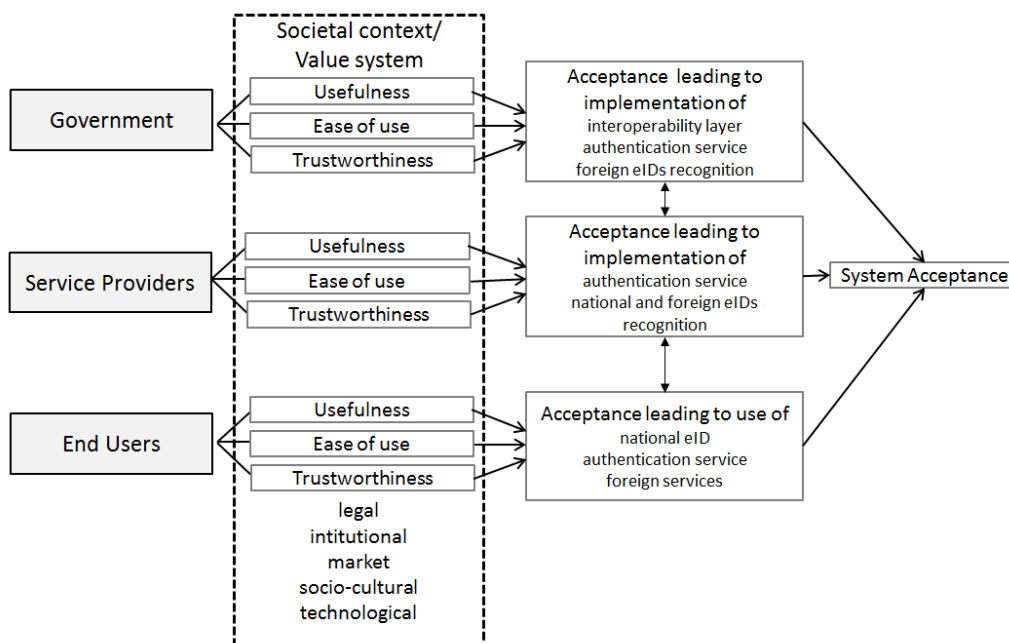 Societal context/
Value system
Government
Usefulness
Ease of use
Trustworthiness
Acceptance leading to
implementation of
interoperability layer
authentication service
foreign eIDs recognition
Service Providers
Usefulness
Ease of use
Trustworthiness
Acceptance leading to
implementation of
authentication service
national and foreign eIDs
recognition
System Acceptance
End Users
Usefulness
Ease of use
Trustworthiness
Acceptance leading to use of
national eID
authentication service
foreign services
legal
intitutional
market
socio-cultural
technological